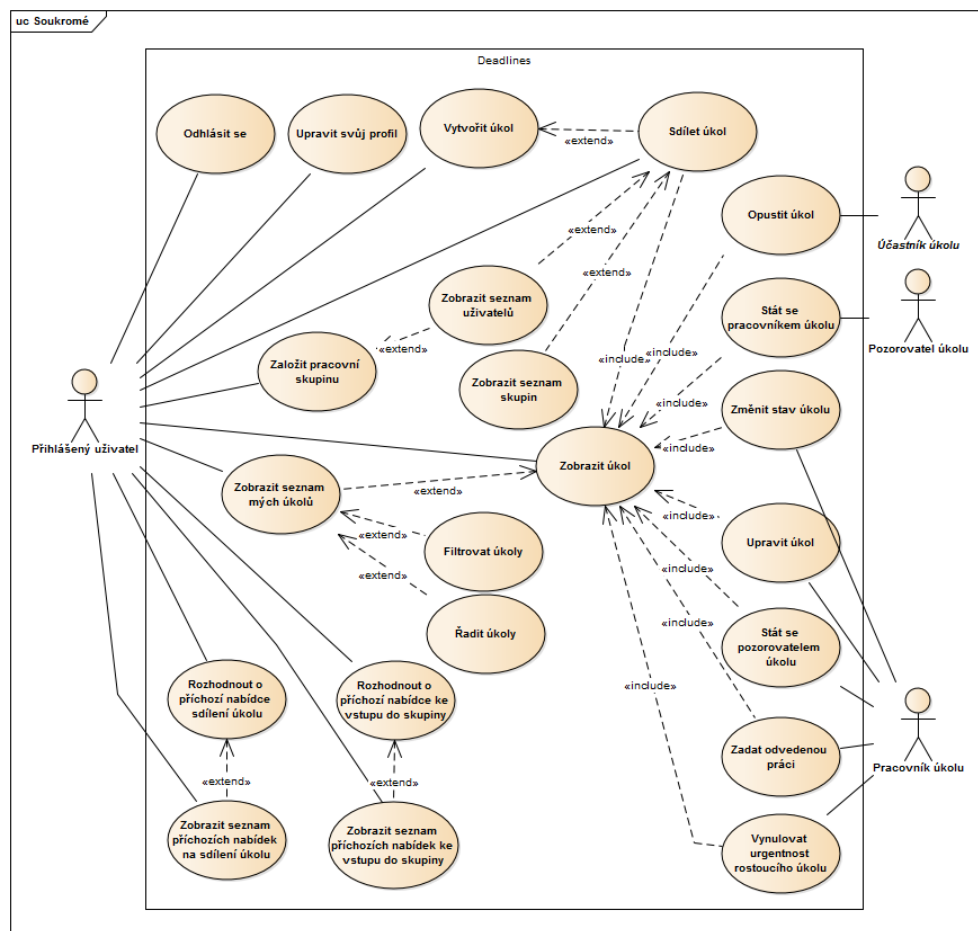 uc Soukromé
Deadlines
Odhlásit se
Upravit svůj profil
Vytvořit úkol
Sdílet úkol
«extend»
Opustit úkol
Účastník úkolu
«extend»
«extend»
Zobrazit seznam
uživatelů
Stát se
pracovníkem úkolu
Pozorovatel úkolu
«extend»
Založit pracovní
skupinu
Zobrazit seznam
skupin
«include»
«include»
«include»
Změnit stav úkolu
«include»
Přihlášený uživatel
Zobrazit úkol
Zobrazit seznam
mých úkolů
«extend»
«extend»
Filtrovat úkoly
«extend»
Řadit úkoly
«include»
Upravit úkol
«include»
«include»
Stát se
pozorovatelem
úkolu
«include»
Rozhodnout o
příchozí nabídce
sdílení úkolu
Rozhodnout o
příchozí nabídce ke
vstupu do skupiny
Zadat odvedenou
práci
Pracovník úkolu
«extend»
«extend»
Zobrazit seznam
příchozích nabídek
na sdílení úkolu
Zobrazit seznam
příchozích nabídek ke
vstupu do skupiny
Vynulovat
urgentnost
rostoucího úkolu